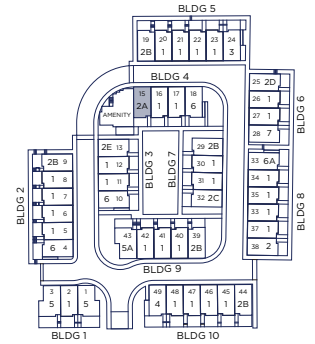 BLDG 5
19 20 21 22 23 24
2B 1 1 1 1 3
BLDG 4
15 16 17 18
2A 1 1 6
AMENITY
25 2D
26 1
27 1
28 7
BLDG 6
2E 13
1 12
1 11
6 10
BLDG 3
BLDG 7
29 2B
30 1
31 1
32 2C
2B 9
1 8
1 7
1 6
1 5
6 4
BLDG 2
33 6A
34 1
35 1
33 1
37 1
38 2
BLDG 8
43 42 41 40 39
5A 1 1 1 2B
BLDG 9
3 2 1
5 1 5
BLDG 1
49 48 47 46 45 44
4 1 1 1 1 2B
BLDG 10